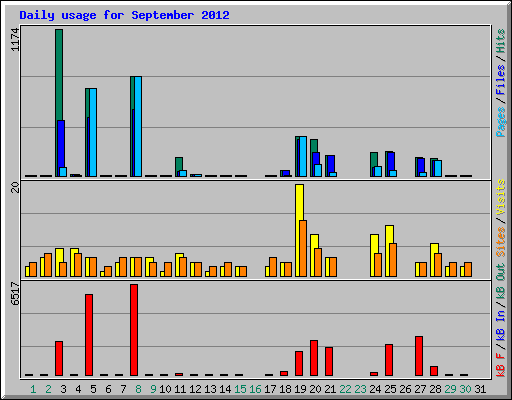 Daily usage for September 2012
1174
Pages / Files / Hits
20
Sites / Visits
6517
kB F / kB In / kB Out
1 2 3 4 5 6 7 8 9 10 11 12 13 14 15 16 17 18 19 20 21 22 23 24 25 26 27 28 29 30 31